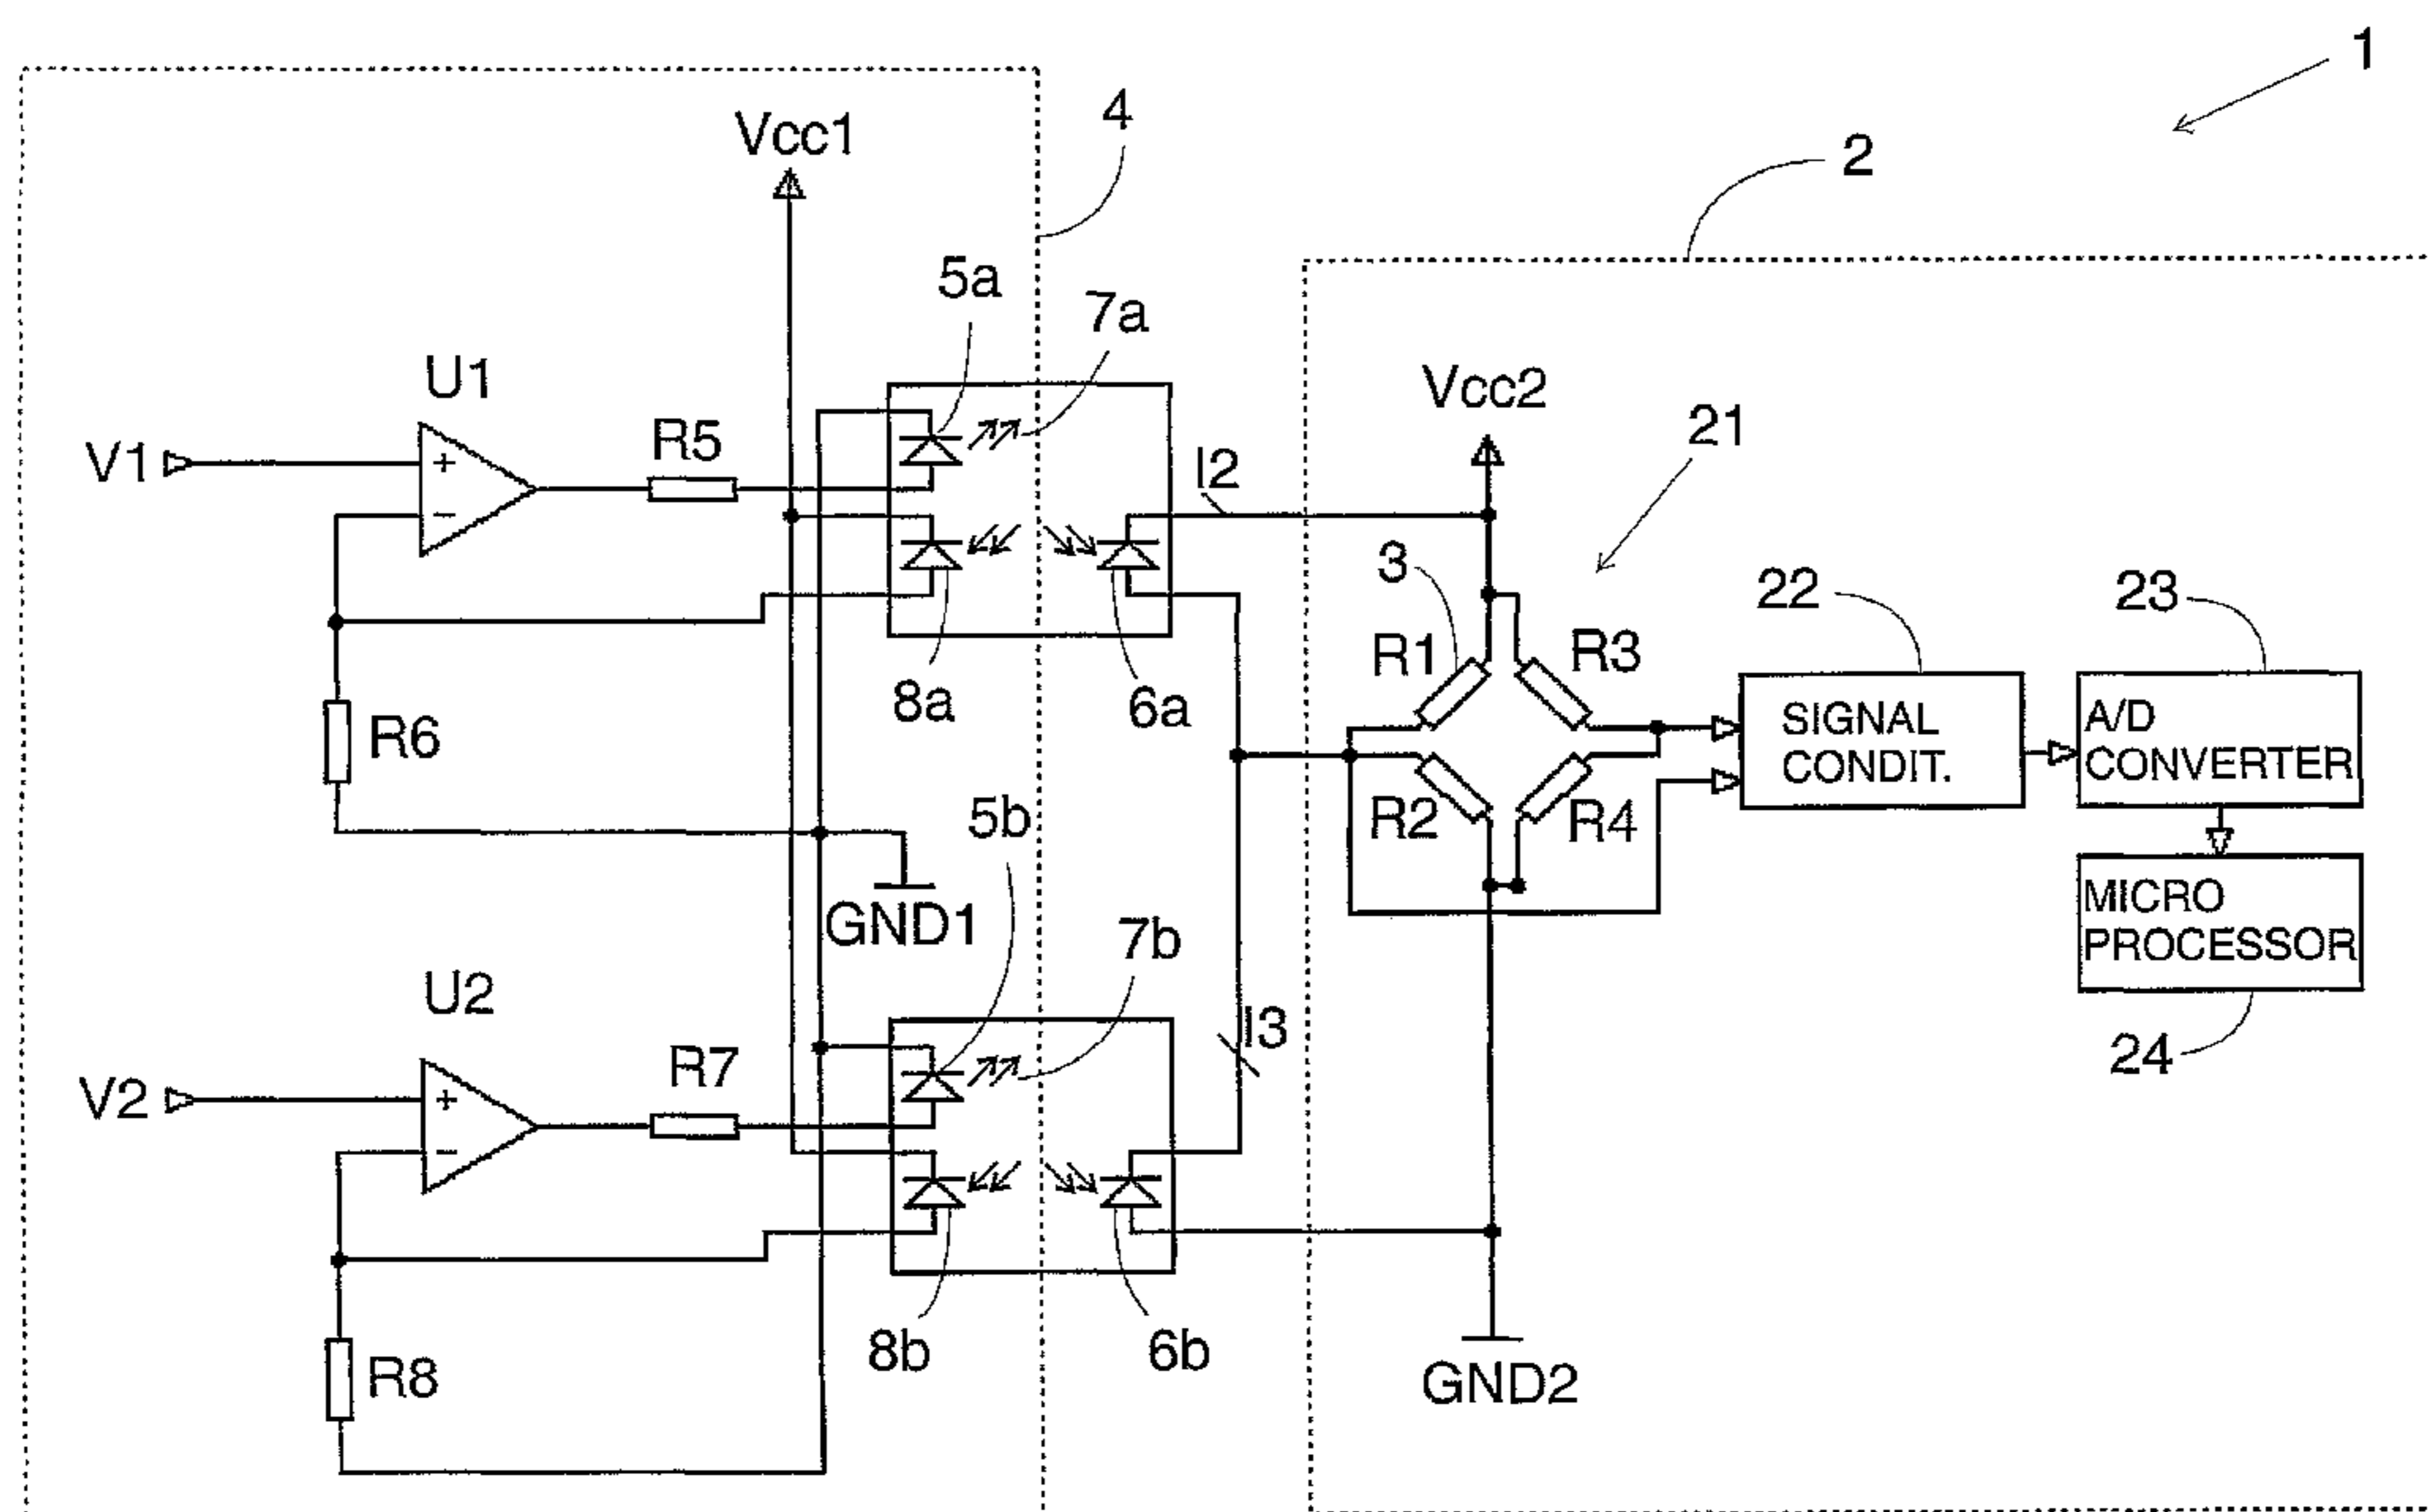 1
4
Vcc1
2
5a
7a
U1
Vcc2
21
R5
V1
+
I2
−
3
22
23
R1
R3
8a
6a
R6
SIGNAL
CONDIT.
A/D
CONVERTER
R2
R4
5b
MICRO
PROCESSOR
GND1
7b
U2
I3
24
R7
V2
+
−
8b
6b
R8
GND2